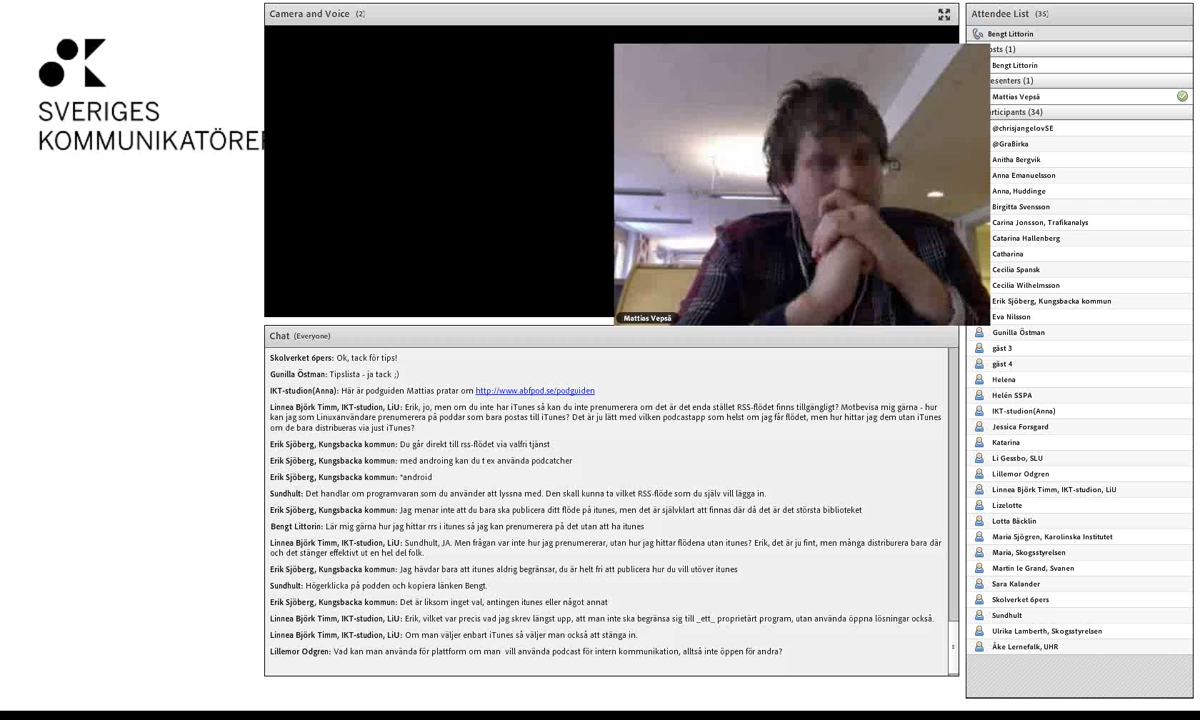 SVERIGES
KOMMUNIKATÖRER
Camera and Voice (2)
Mattias Vepsä
Chat (Everyone)
Skolverket 6pers: Ok, tack för tips!
Gunilla Östman: Tipslista - ja tack ;)
IKT-studion(Anna): Här är podguiden Mattias pratar om http://www.abfpod.se/podguiden
Linnea Björk Timm, IKT-studion, LiU: Erik, jo, men om du inte har iTunes så kan du inte prenumerera om det är det enda stället RSS-flödet finns tillgängligt? Motbevisa mig gärna - hur
kan jag som Linuxanvändare prenumerera på poddar som bara postas till iTunes? Det är ju lätt med vilken podcastapp som helst om jag får flödet, men hur hittar jag dem utan iTunes
om de bara distribueras via just iTunes?
Erik Sjöberg, Kungsbacka kommun: Du går direkt till rss-flödet via valfri tjänst
Erik Sjöberg, Kungsbacka kommun: med androing kan du t ex använda podcatcher
Erik Sjöberg, Kungsbacka kommun: *android
Sundhult: Det handlar om programvaran som du använder att lyssna med. Den skall kunna ta vilket RSS-flöde som du själv vill lägga in.
Erik Sjöberg, Kungsbacka kommun: Jag menar inte att du bara ska publicera ditt flöde på itunes, men det är självklart att finnas där då det är det största biblioteket
Bengt Littorin: Lär mig gärna hur jag hittar rrs i itunes så jag kan prenumerera på det utan att ha itunes
Linnea Björk Timm, IKT-studion, LiU: Sundhult, JA. Men frågan var inte hur jag prenumererar, utan hur jag hittar flödena utan itunes? Erik, det är ju fint, men många distriburera bara där
och det stänger effektivt ut en hel del folk.
Erik Sjöberg, Kungsbacka kommun: Jag hävdar bara att itunes aldrig begränsar, du är helt fri att publicera hur du vill utöver itunes
Sundhult: Högerklicka på podden och kopiera länken Bengt.
Erik Sjöberg, Kungsbacka kommun: Det är liksom inget val, antingen itunes eller något annat
Linnea Björk Timm, IKT-studion, LiU: Erik, vilket var precis vad jag skrev längst upp, att man inte ska begränsa sig till _ett_ proprietärt program, utan använda öppna lösningar också.
Linnea Björk Timm, IKT-studion, LiU: Om man väljer enbart iTunes så väljer man också att stänga in.
Lillemor Odgren: Vad kan man använda för plattform om man vill använda podcast för intern kommunikation, alltså inte öppen för andra?
Attendee List (35)
Bengt Littorin
osts (1)
Bengt Littorin
esenters (1)
Mattias Vepsä
rticipants (34)
@chrisjangelovSE
@GraBirka
Anitha Bergvik
Anna Emanuelsson
Anna, Huddinge
Birgitta Svensson
Carina Jonsson, Trafikanalys
Catarina Hallenberg
Catharina
Cecilia Spansk
Cecilia Wilhelmsson
Erik Sjöberg, Kungsbacka kommun
Eva Nilsson
Gunilla Östman
gäst 3
gäst 4
Helena
Helén SSPA
IKT-studion(Anna)
Jessica Forsgard
Katarina
Li Gessbo, SLU
Lillemor Odgren
Linnea Björk Timm, IKT-studion, LiU
Lizelotte
Lotta Bäcklin
Maria Sjögren, Karolinska Institutet
Maria, Skogsstyrelsen
Martin le Grand, Svanen
Sara Kalander
Skolverket 6pers
Sundhult
Ulrika Lamberth, Skogsstyrelsen
Åke Lernefalk, UHR